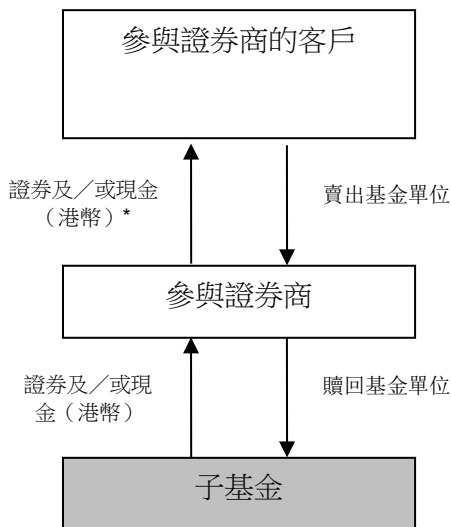 參與證券商的客戶
證券及／或現金
（港幣）*
賣出基金單位
參與證券商
證券及／或現
金（港幣）
贖回基金單位
子基金